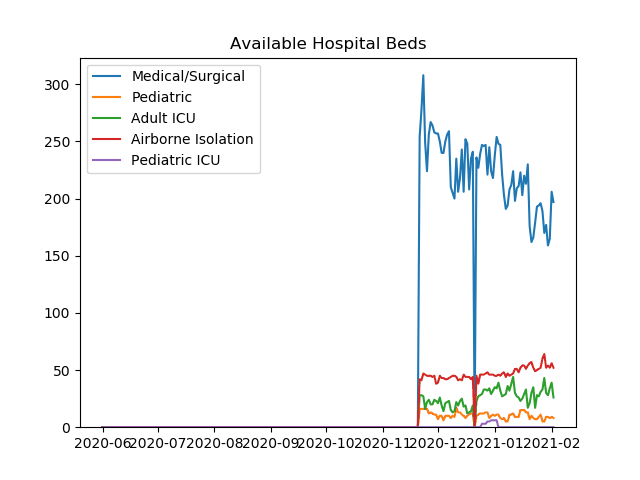 Available Hospital Beds
Medical/Surgical
Pediatric
Adult ICU
Airborne Isolation
Pediatric ICU
300
250
200
150
100
50
0
2020-06 2020-07 2020-08 2020-09 2020-10 2020-11 2020-12 2021-01 2021-02